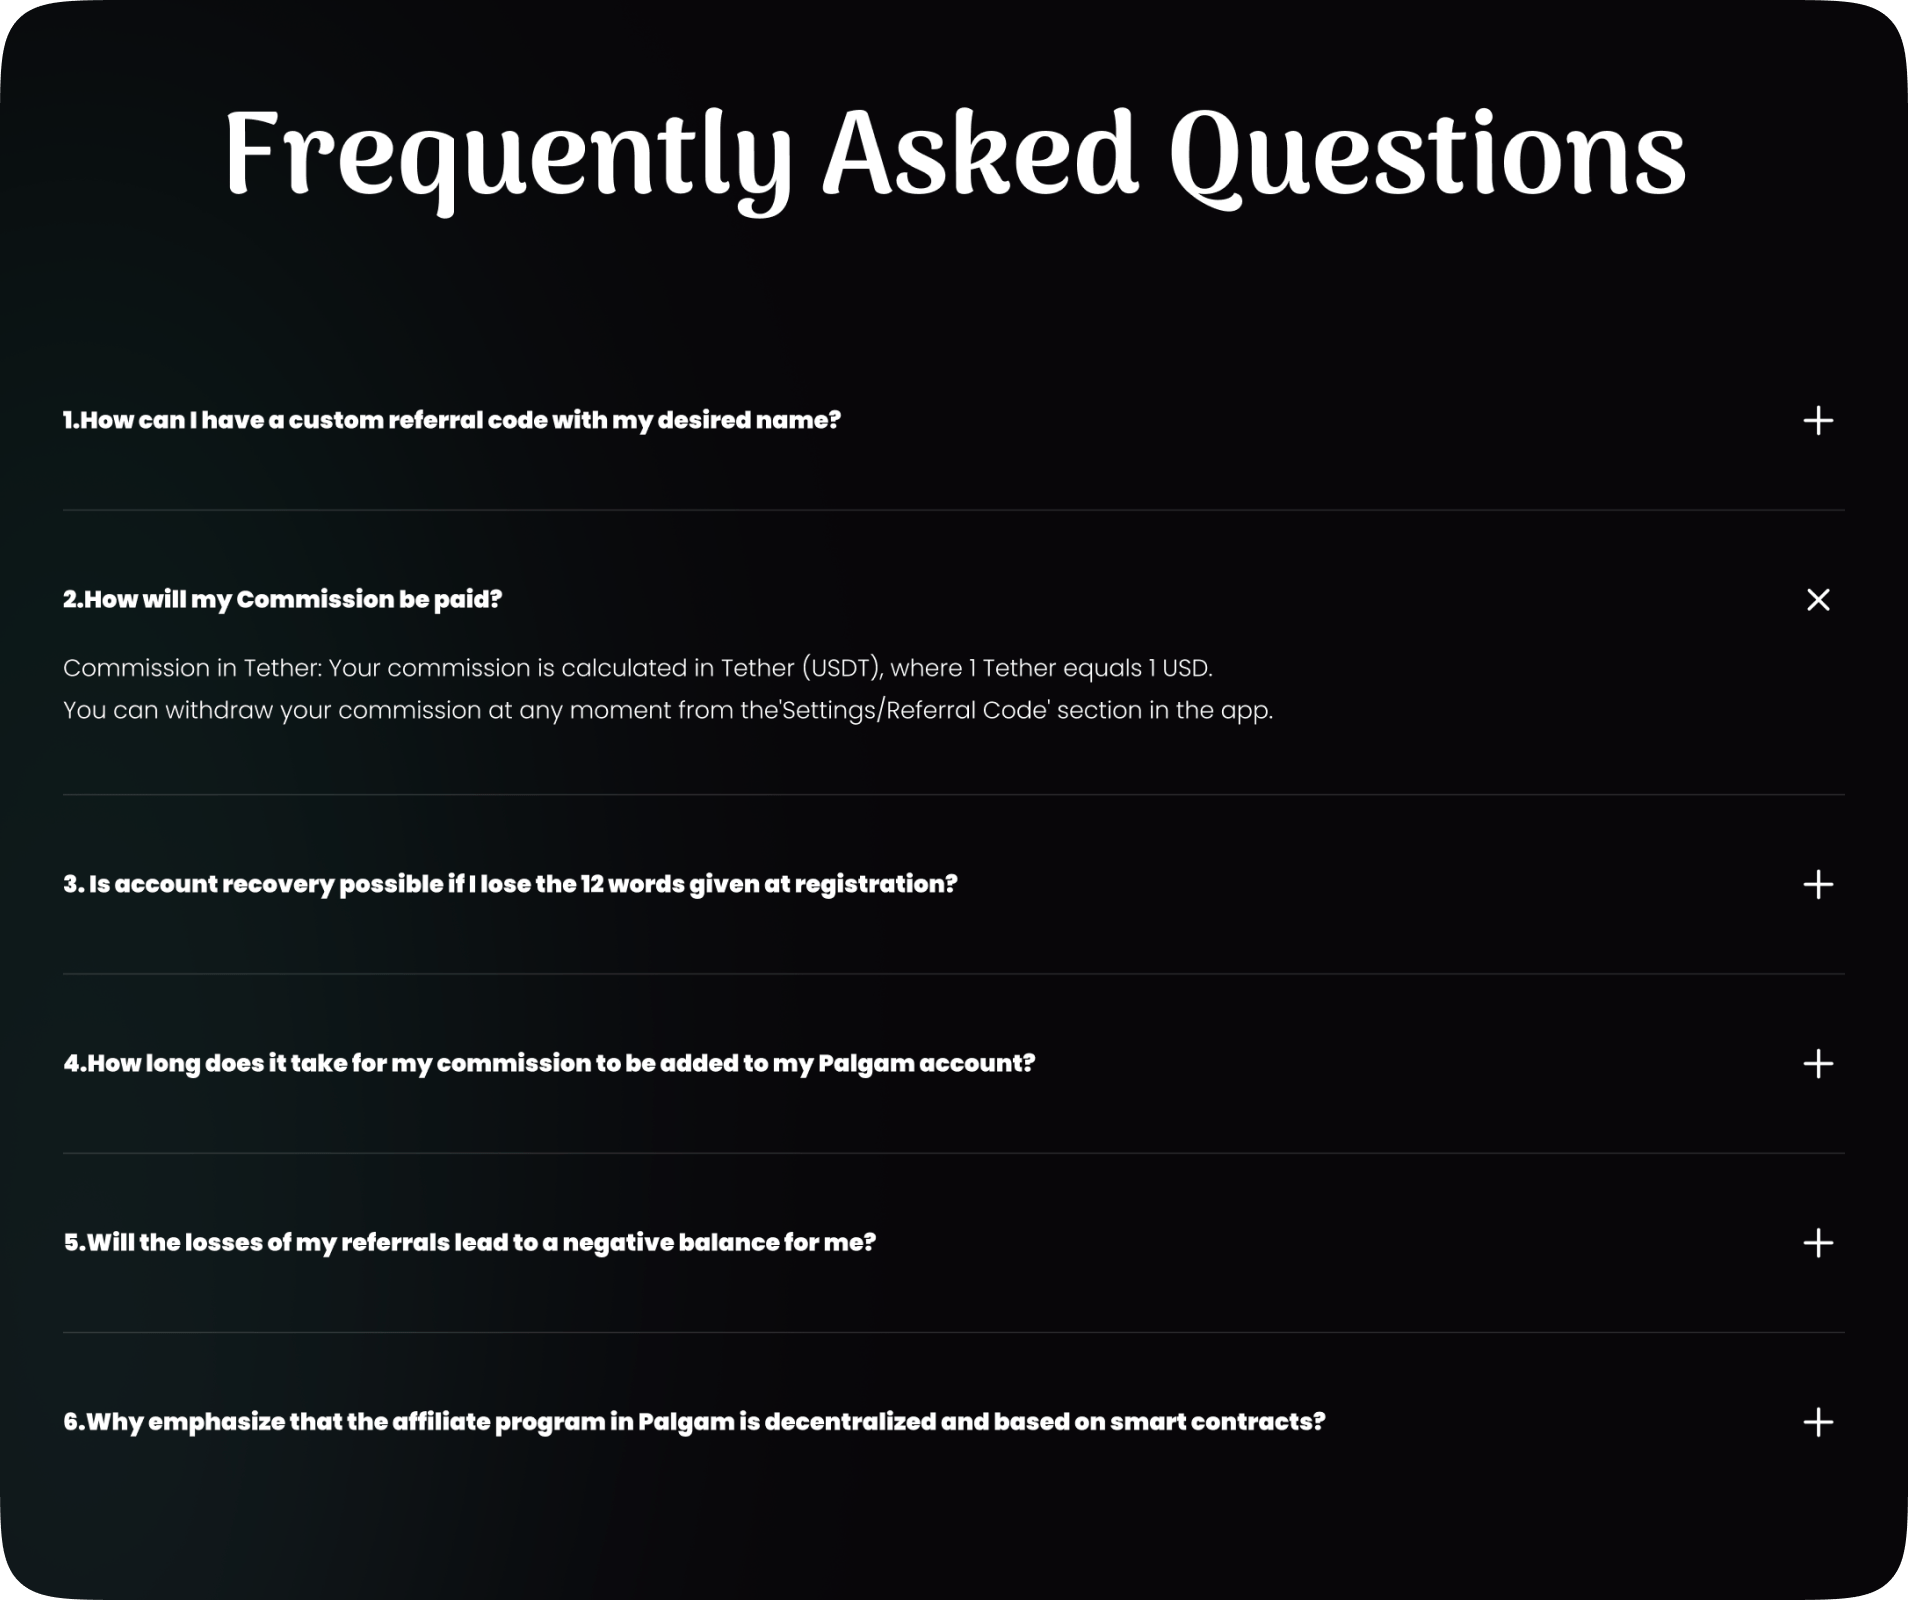 Frequently Asked Questions
1.How can I have a custom referral code with my desired name?
2.How will my Commission be paid?
Commission in Tether: Your commission is calculated in Tether (USDT), where 1 Tether equals 1 USD.
You can withdraw your commission at any moment from the'Settings/Referral Code' section in the app.
3. Is account recovery possible if I lose the 12 words given at registration?
4.How long does it take for my commission to be added to my Palgam account?
5.Will the losses of my referrals lead to a negative balance for me?
6.Why emphasize that the affiliate program in Palgam is decentralized and based on smart contracts?